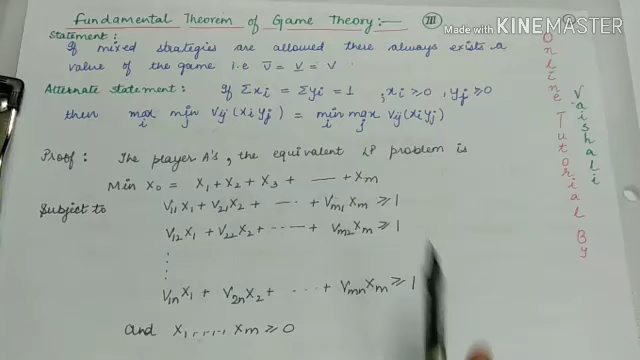 Fundamental Theorem of Game Theory:— III
Made with KINEMASTER
Statement:
If mixed strategies are allowed there always exists a
value of the game i.e V̅ = V̲ = V
Alternate statement: If Σxi = Σyi = 1 , xi ≥ 0, yj ≥ 0
then max i min j Vij (xi yj) = min i max j Vij (xi yj)
Proof: The player A's, the equivalent LP problem is
Min X0 = X1 + X2 + X3 + — + Xm
Subject to V11 X1 + V21 X2 + --- + Vm1 Xm ≥ 1
V12 X1 + V22 X2 + ---- + Vm2 Xm ≥ 1
⋮
V1n X1 + V2n X2 + .... + Vmn Xm ≥ 1
and X1, ...., Xm ≥ 0
Online Tutorial By
Vaishali